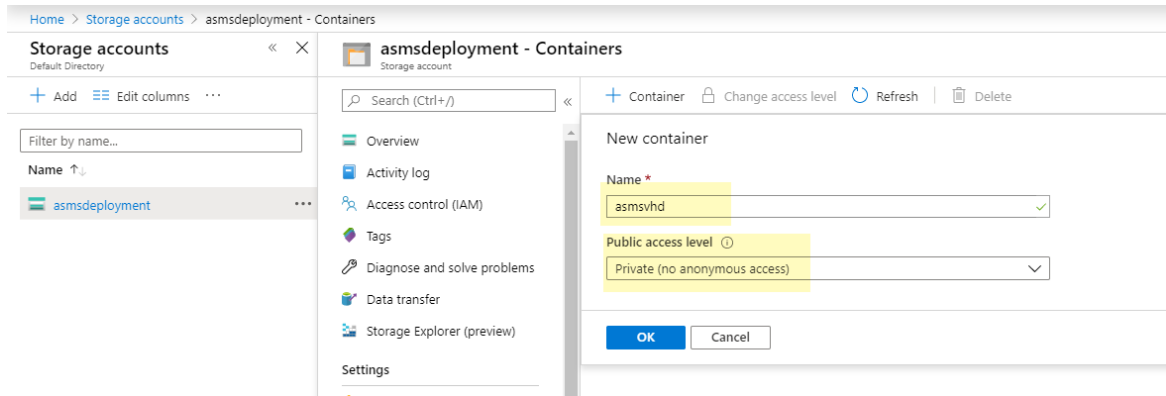 Home > Storage accounts > asmsdeployment - Containers
Storage accounts
Default Directory
Add Edit columns ...
Filter by name...
Name
asmsdeployment ...
asmsdeployment - Containers
Storage account
Search (Ctrl+/)
Overview
Activity log
Access control (IAM)
Tags
Diagnose and solve problems
Data transfer
Storage Explorer (preview)
Settings
Container Change access level Refresh Delete
New container
Name *
asmsvhd
Public access level
Private (no anonymous access)
OK Cancel